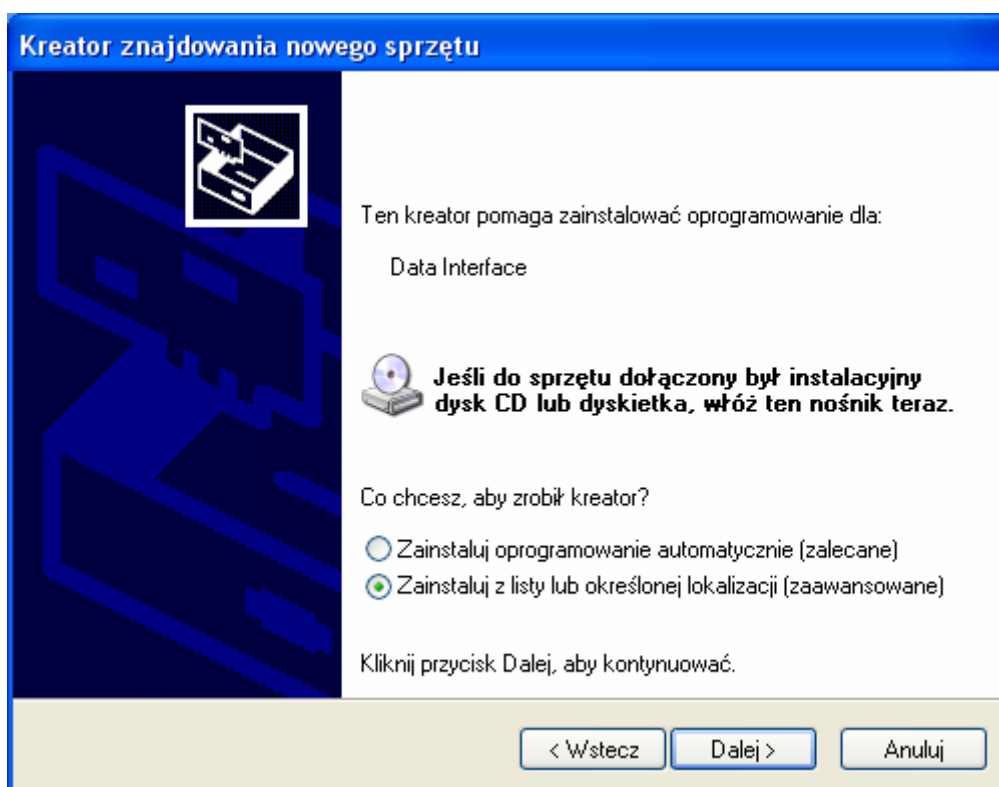 Kreator znajdowania nowego sprzętu
Ten kreator pomaga zainstalować oprogramowanie dla:
Data Interface
Jeśli do sprzętu dołączony był instalacyjny
dysk CD lub dyskietka, włóż ten nośnik teraz.
Co chcesz, aby zrobił kreator?
Zainstaluj oprogramowanie automatycznie (zalecane)
Zainstaluj z listy lub określonej lokalizacji (zaawansowane)
Kliknij przycisk Dalej, aby kontynuować.
< Wstecz Dalej > Anuluj